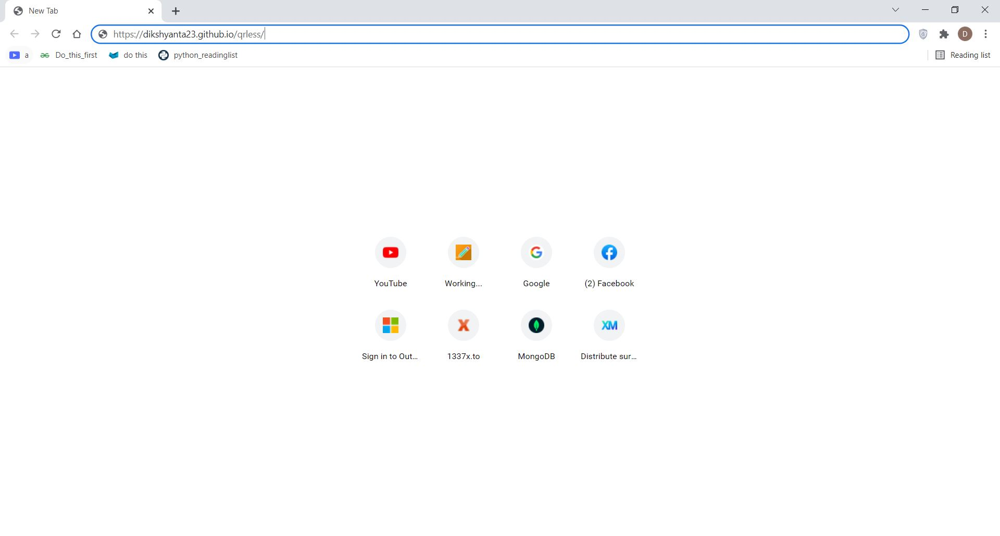 New Tab
https://dikshyanta23.github.io/qrless/
D
a Do_this_first do this python_readinglist Reading list
YouTube Working... Google (2) Facebook
Sign in to Out... 1337x.to MongoDB Distribute sur...
XM